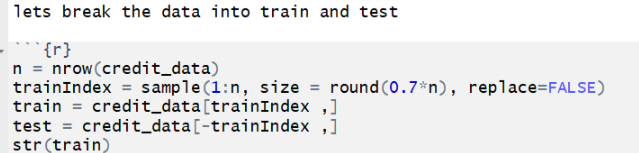 lets break the data into train and test
```{r}
n = nrow(credit_data)
trainIndex = sample(1:n, size = round(0.7*n), replace=FALSE)
train = credit_data[trainIndex ,]
test = credit_data[-trainIndex ,]
str(train)